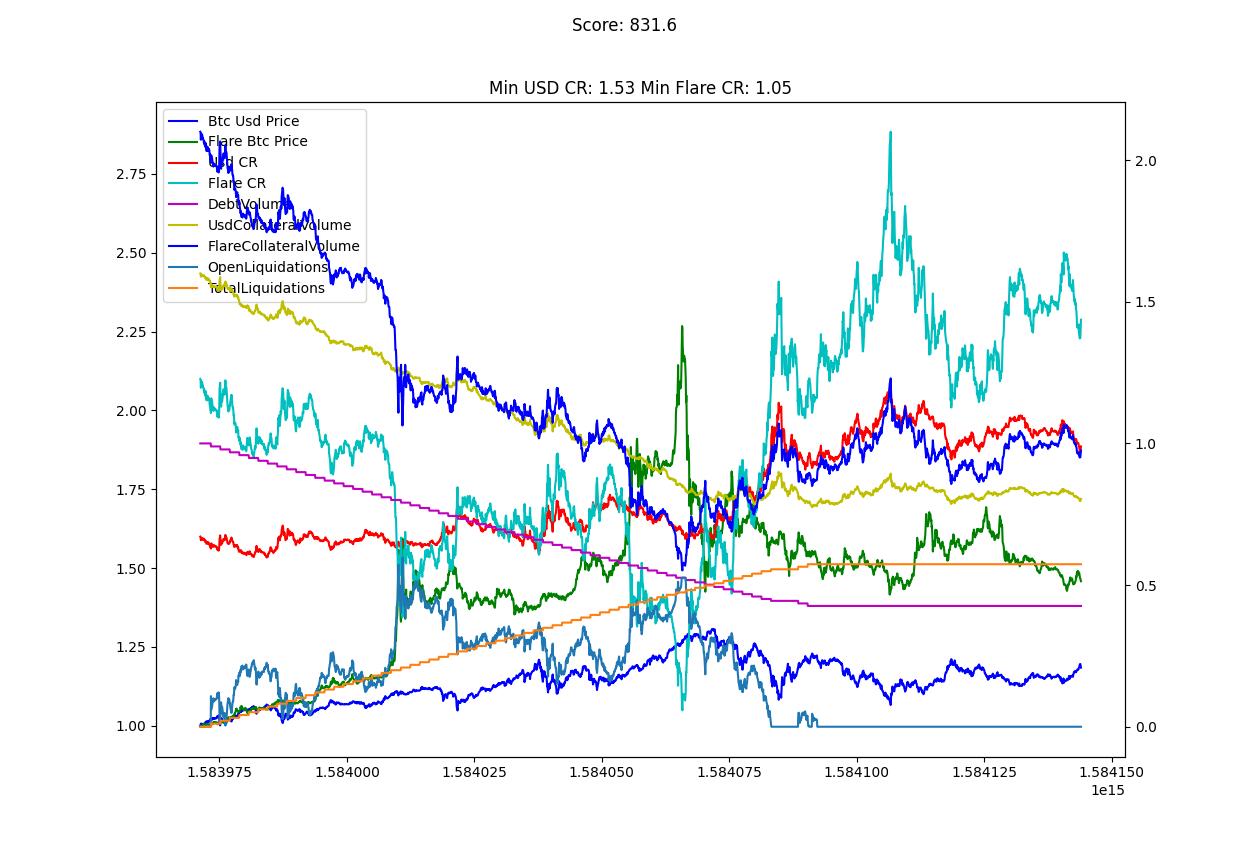 Score: 831.6
Min USD CR: 1.53 Min Flare CR: 1.05
Btc Usd Price
Flare Btc Price
Usd CR
Flare CR
DebtVolume
UsdCollateralVolume
FlareCollateralVolume
OpenLiquidations
TotalLiquidations
2.75
2.50
2.25
2.00
1.75
1.50
1.25
1.00
2.0
1.5
1.0
0.5
0.0
1.583975
1.584000
1.584025
1.584050
1.584075
1.584100
1.584125
1.584150
1e15